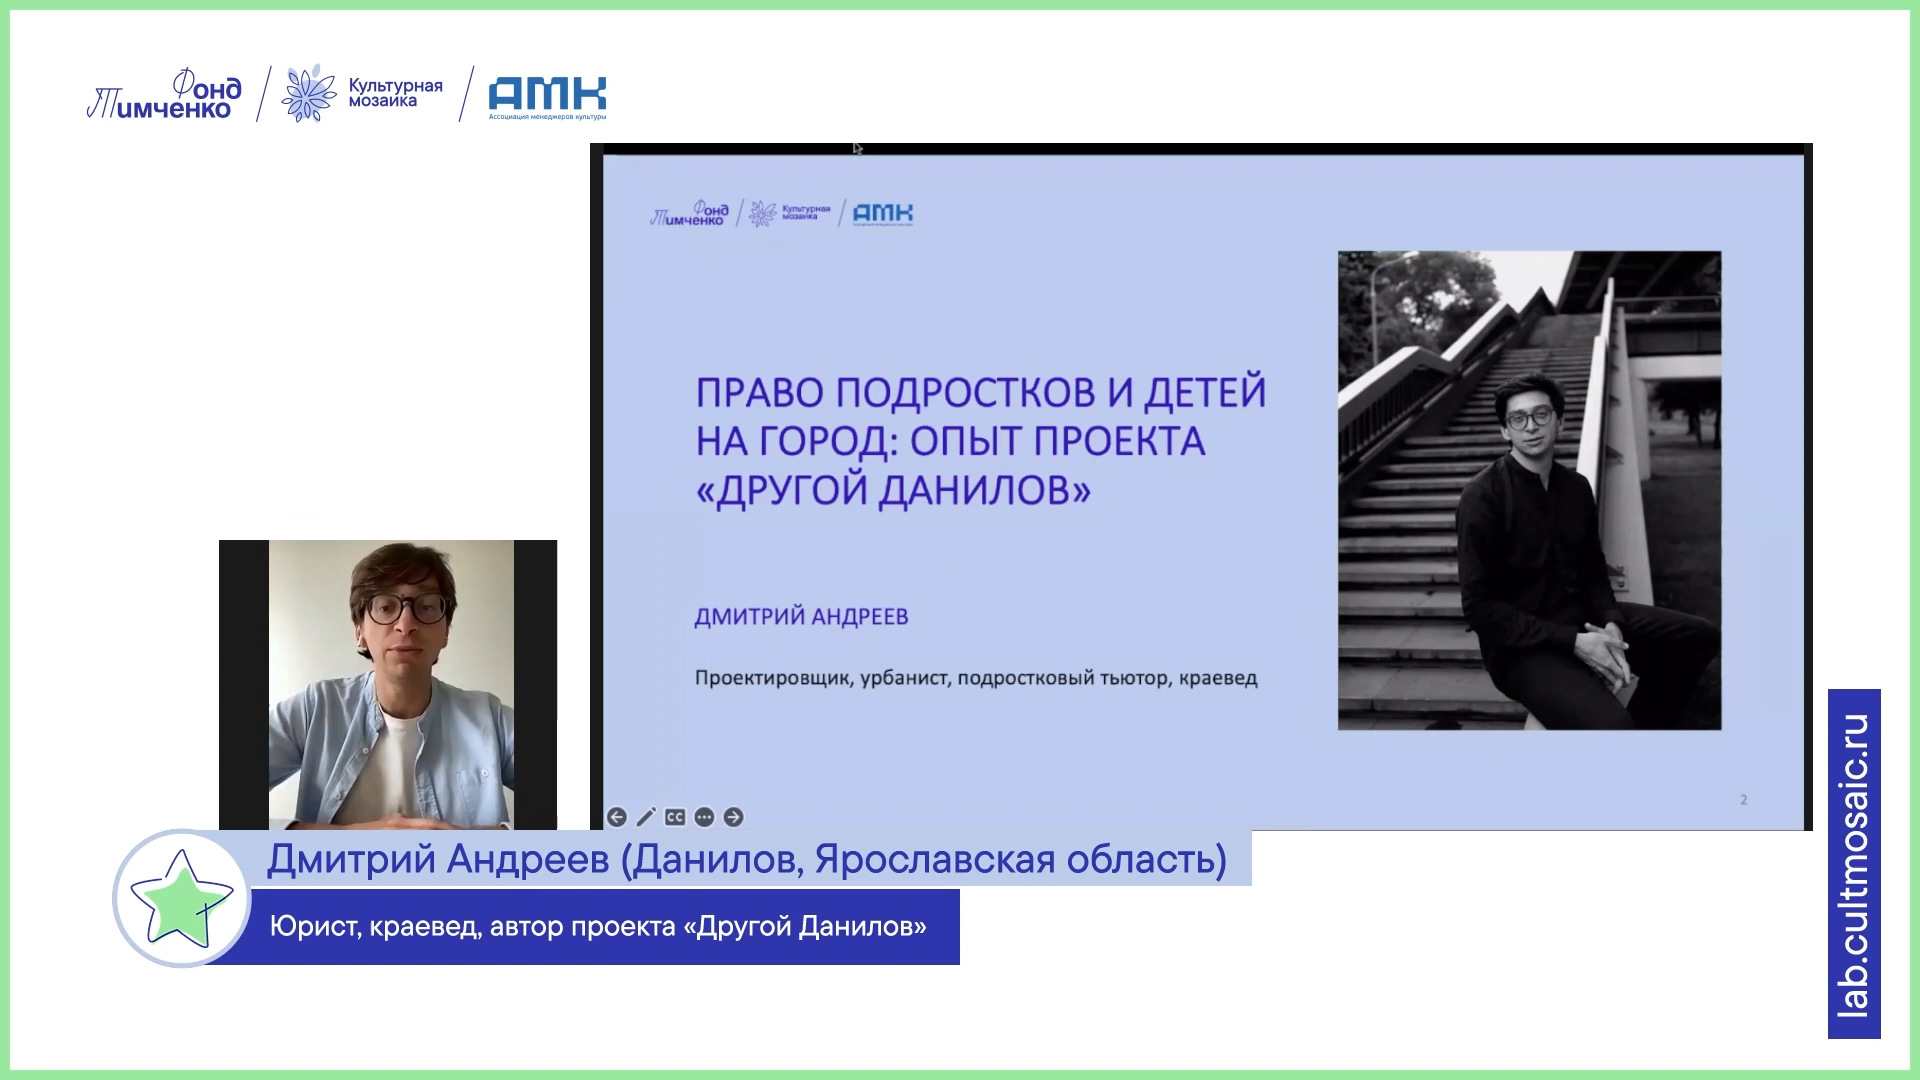 Фонд
Тимченко
Культурная
мозаика
АМК
Ассоциация менеджеров культуры
Фонд
Тимченко
Культурная
мозаика
АМК
ПРАВО ПОДРОСТКОВ И ДЕТЕЙ
НА ГОРОД: ОПЫТ ПРОЕКТА
«ДРУГОЙ ДАНИЛОВ»
ДМИТРИЙ АНДРЕЕВ
Проектировщик, урбанист, подростковый тьютор, краевед
2
CC
Дмитрий Андреев (Данилов, Ярославская область)
Юрист, краевед, автор проекта «Другой Данилов»
lab.cultmosaic.ru